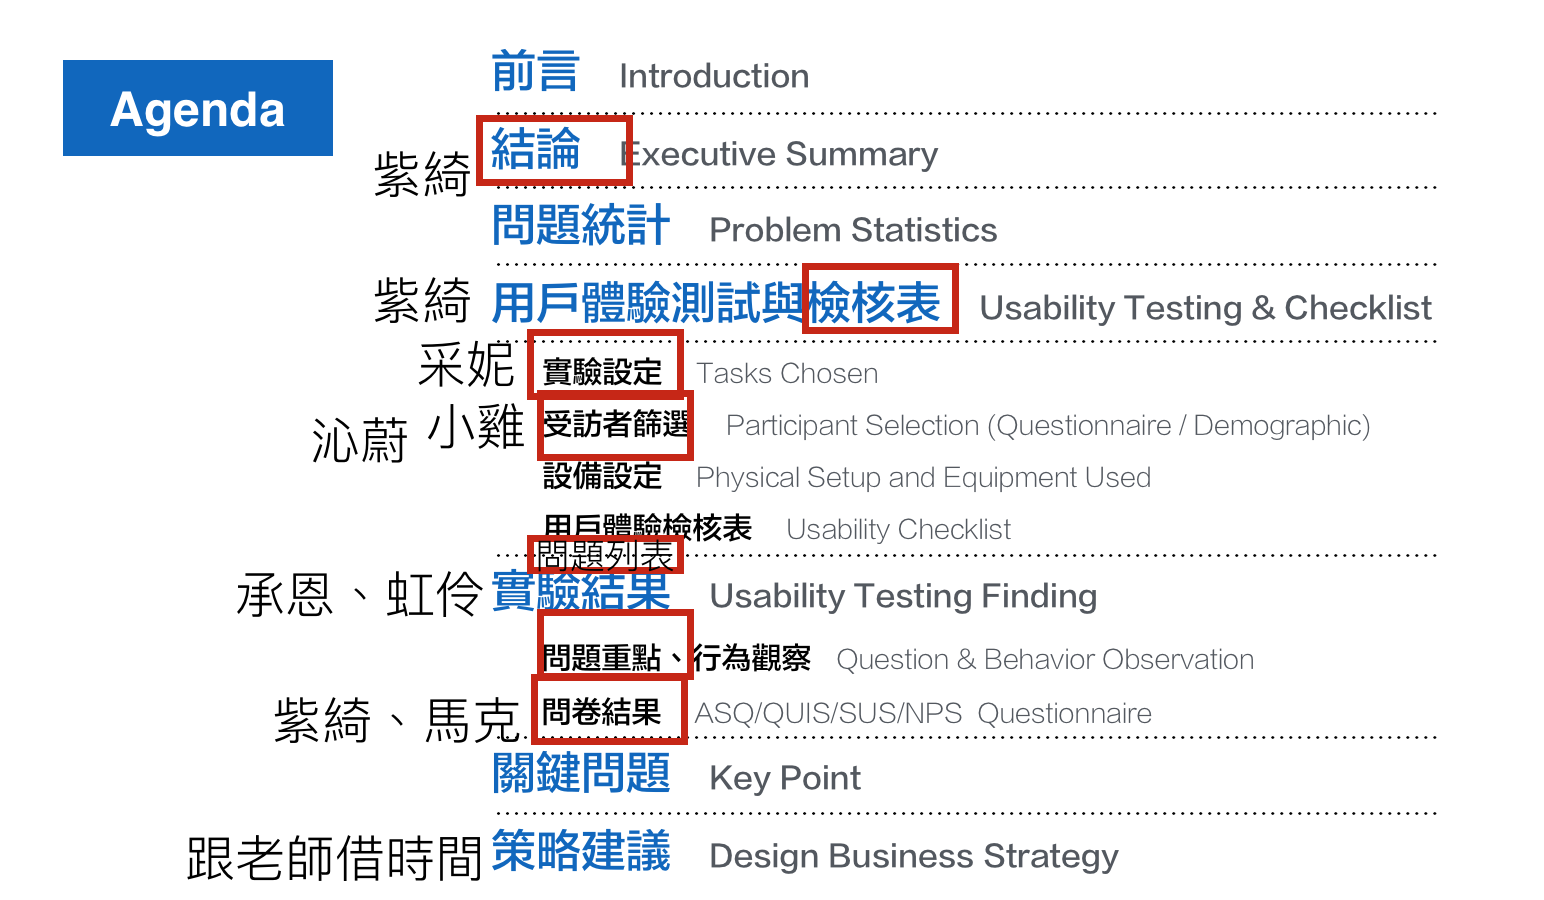 Agenda
前言 Introduction
紫綺 結論 Executive Summary
問題統計 Problem Statistics
紫綺 用戶體驗測試與檢核表 Usability Testing & Checklist
采妮 實驗設定 Tasks Chosen
沁蔚 小雞 受訪者篩選 Participant Selection (Questionnaire / Demographic)
設備設定 Physical Setup and Equipment Used
用戶體驗檢核表 Usability Checklist
問題列表
承恩、虹伶 實驗結果 Usability Testing Finding
問題重點、行為觀察 Question & Behavior Observation
紫綺、馬克 問卷結果 ASQ/QUIS/SUS/NPS Questionnaire
關鍵問題 Key Point
跟老師借時間 策略建議 Design Business Strategy